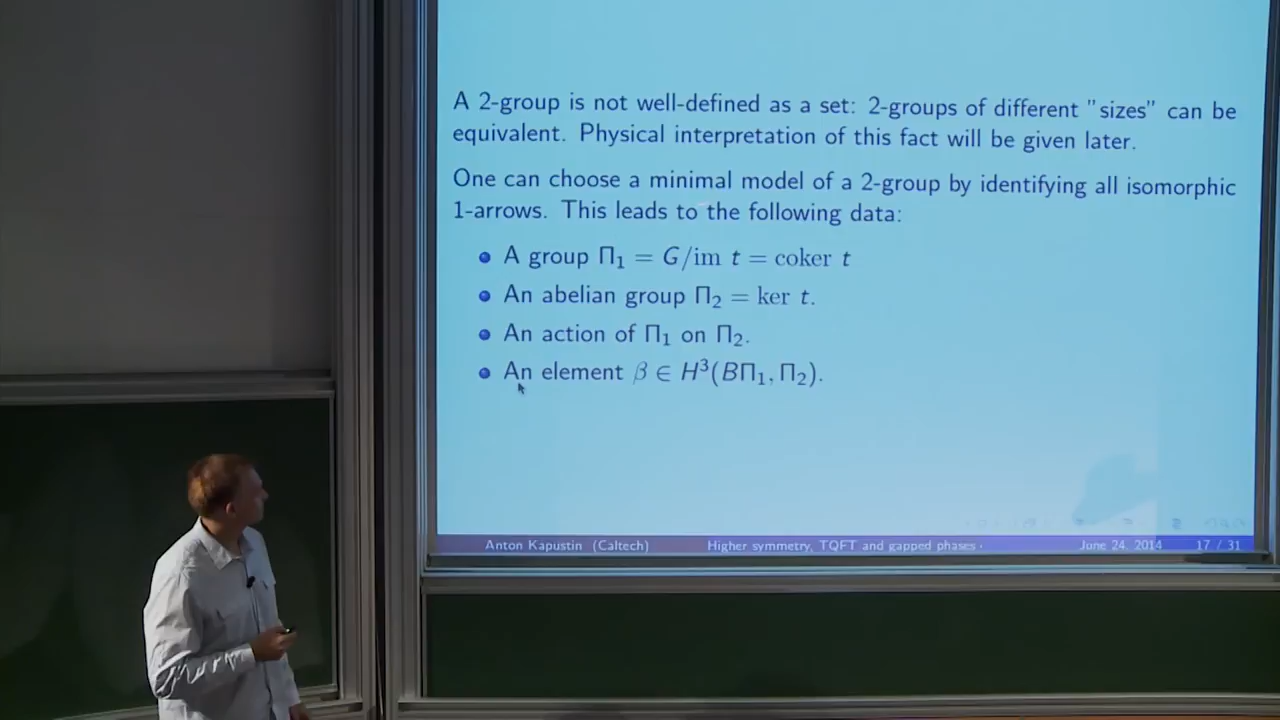 A 2-group is not well-defined as a set: 2-groups of different "sizes" can be
equivalent. Physical interpretation of this fact will be given later.
One can choose a minimal model of a 2-group by identifying all isomorphic
1-arrows. This leads to the following data:
• A group Π₁ = G/im t = coker t
• An abelian group Π₂ = ker t.
• An action of Π₁ on Π₂.
• An element β ∈ H³(BΠ₁, Π₂).
Anton Kapustin (Caltech) Higher symmetry, TQFT and gapped phases June 24, 2014 17 / 31